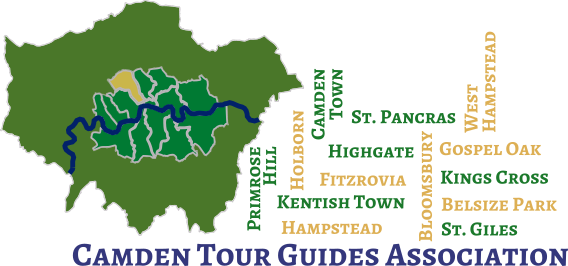 Primrose
Hill
Holborn
Camden
Town
St. Pancras
West
Hampstead
Highgate
Bloomsbury
Gospel Oak
Fitzrovia
Kings Cross
Kentish Town
Belsize Park
Hampstead
St. Giles
Camden Tour Guides Association